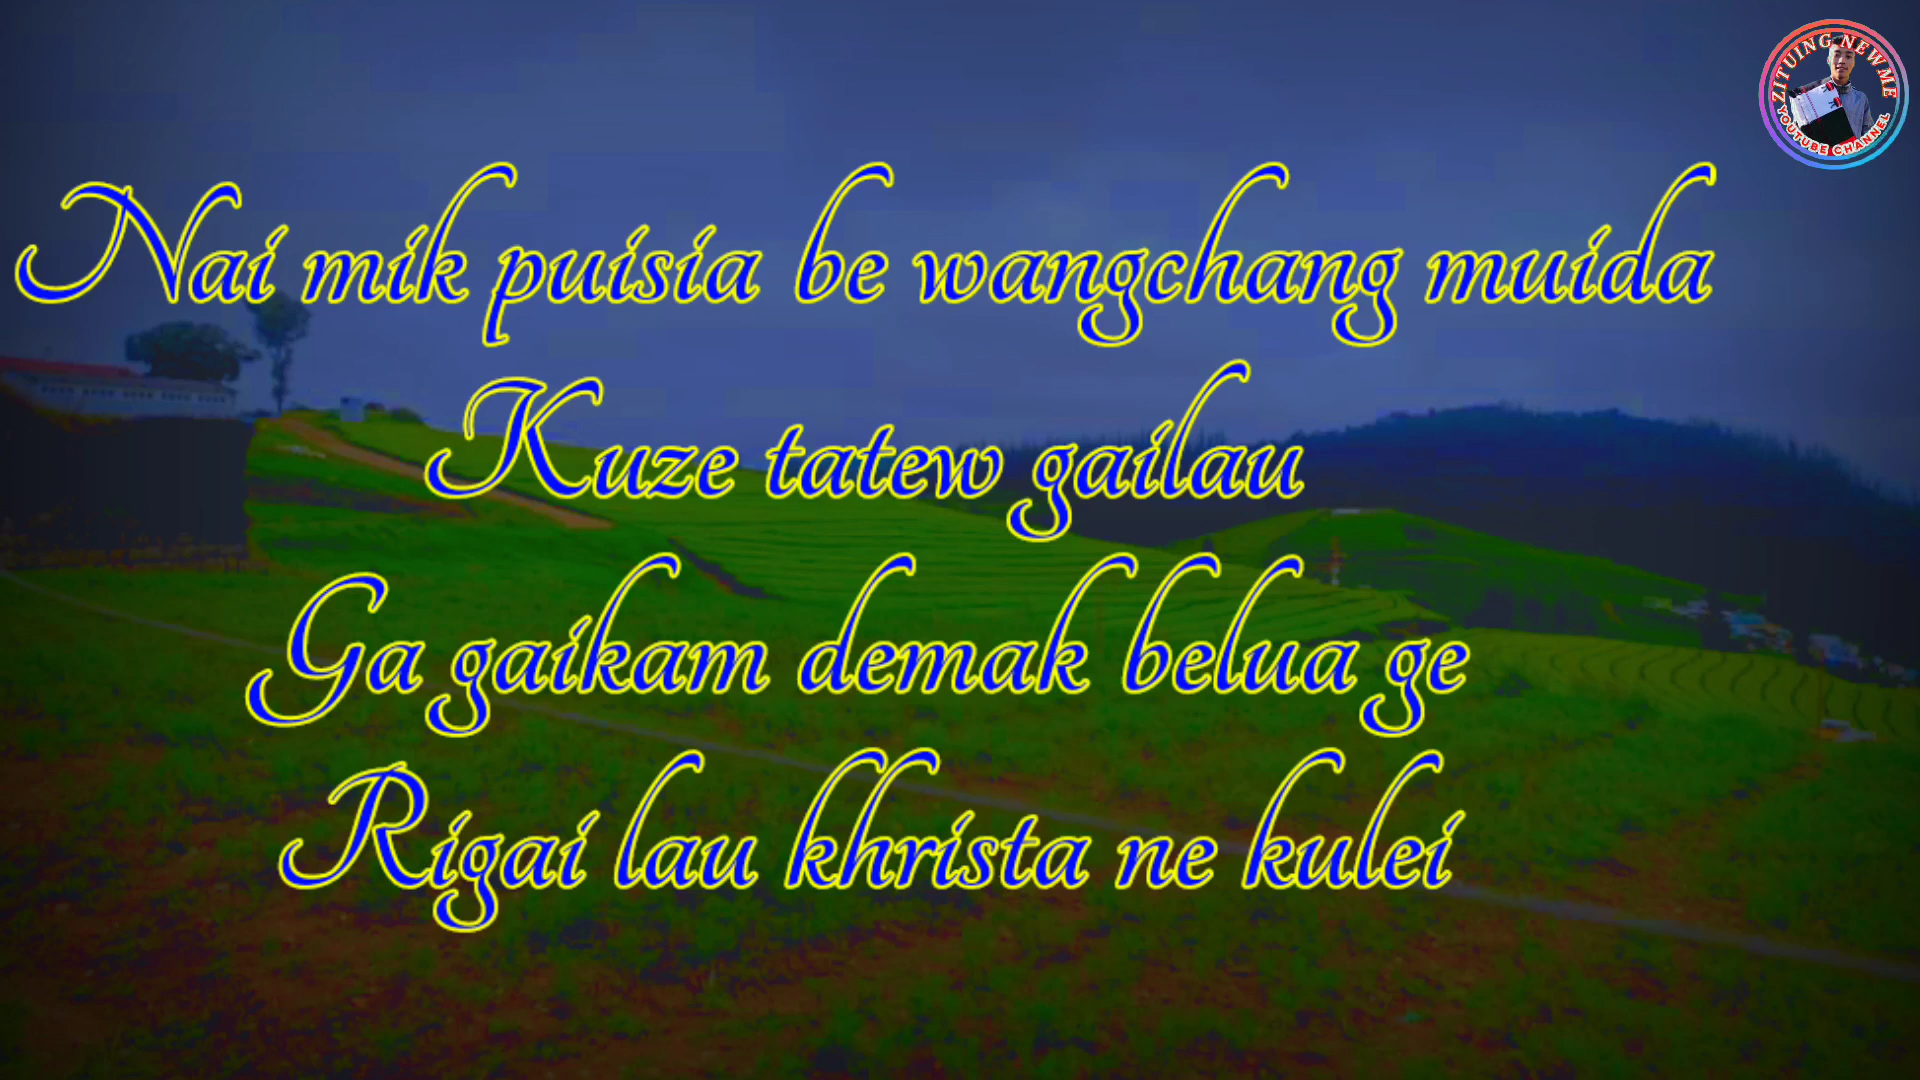 ZITUING NEWME
YOUTUBE CHANNEL
Nai mik puisia be wangchang muida
Kuze tatew gailau
Ga gaikam demak belua ge
Rigai lau khrista ne kulei